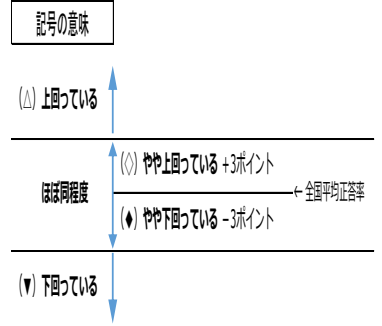 記号の意味
(△) 上回っている
(◇) やや上回っている +3ポイント
ほぼ同程度
← 全国平均正答率
(♦) やや下回っている −3ポイント
(▼) 下回っている